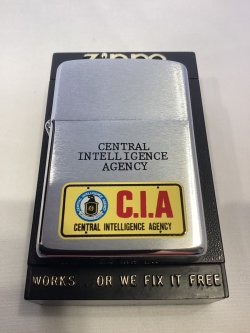 zippo
CENTRAL
INTELLIGENCE
AGENCY
C.I.A
CENTRAL INTELLIGENCE AGENCY
WORKS OR WE FIX IT FREE